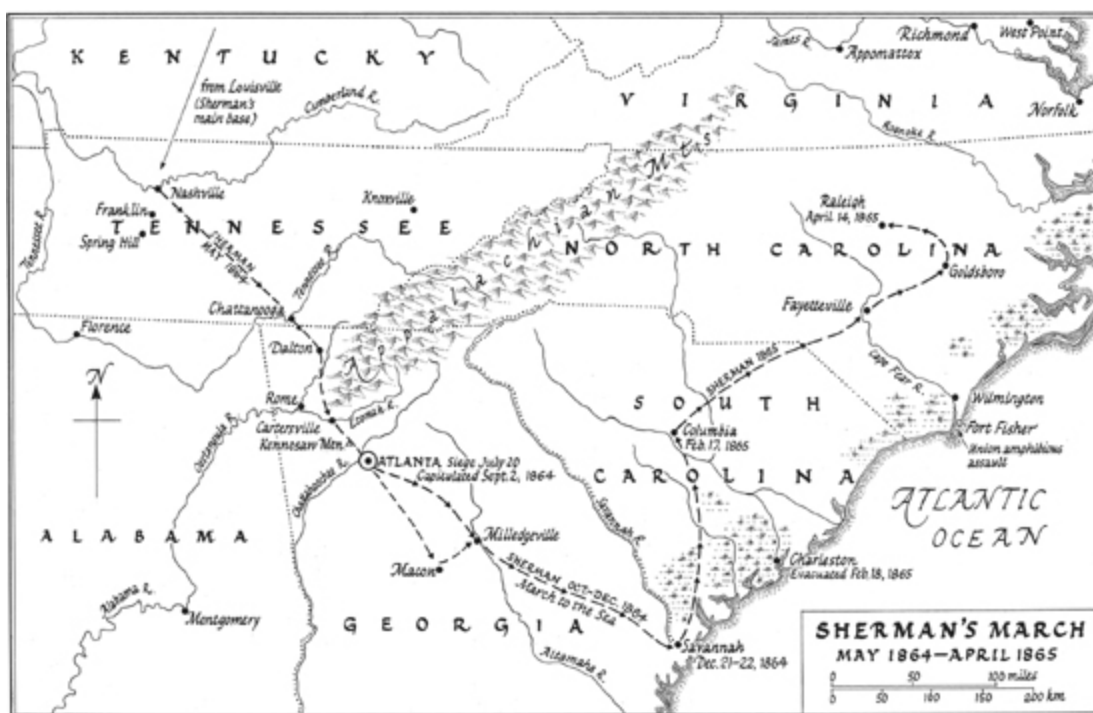 KENTUCKY
from Louisville
(Sherman's
main base)
Cumberland R.
VIRGINIA
James R.
Appomattox
Richmond
West Point
Norfolk
Roanoke R.
Nashville
Franklin
Spring Hill
TENNESSEE
Knoxville
Tennessee R.
SHERMAN
MAY 1864
Tennessee R.
Appalachian Mts
NORTH CAROLINA
Raleigh
April 14, 1865
Goldsboro
Fayetteville
Cape Fear R.
Wilmington
Fort Fisher
Union amphibious
assault
Chattanooga
Florence
Dalton
N
Rome
Cartersville
Kennesaw Mtn.
Oostanaula R.
ATLANTA Siege July 20
Capitulated Sept. 2, 1864
Chattahoochee R.
SHERMAN 1865
SOUTH
CAROLINA
Columbia
Feb. 17, 1865
Savannah R.
ATLANTIC
OCEAN
Charleston
Evacuated Feb. 18, 1865
ALABAMA
Alabama R.
Montgomery
Milledgeville
Macon
SHERMAN OCT-DEC. 1864
March to the Sea
GEORGIA
Altamaha R.
Savannah
Dec. 21-22, 1864
SHERMAN'S MARCH
MAY 1864—APRIL 1865
0 50 100 miles
0 50 100 150 200 km